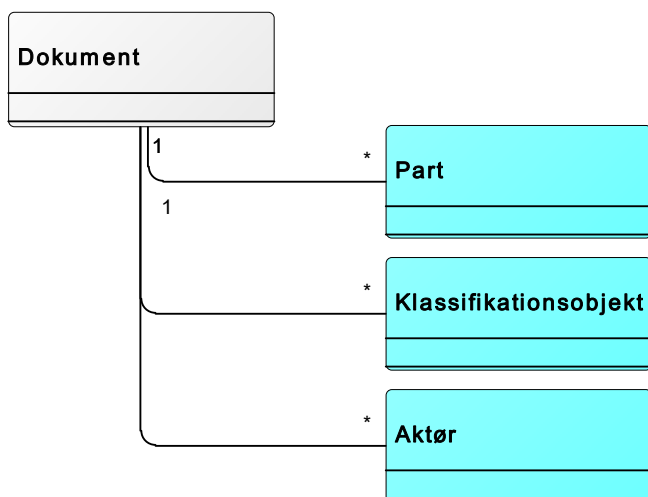 Dokument
1
*
Part
1
*
Klassifikationsobjekt
*
Aktør